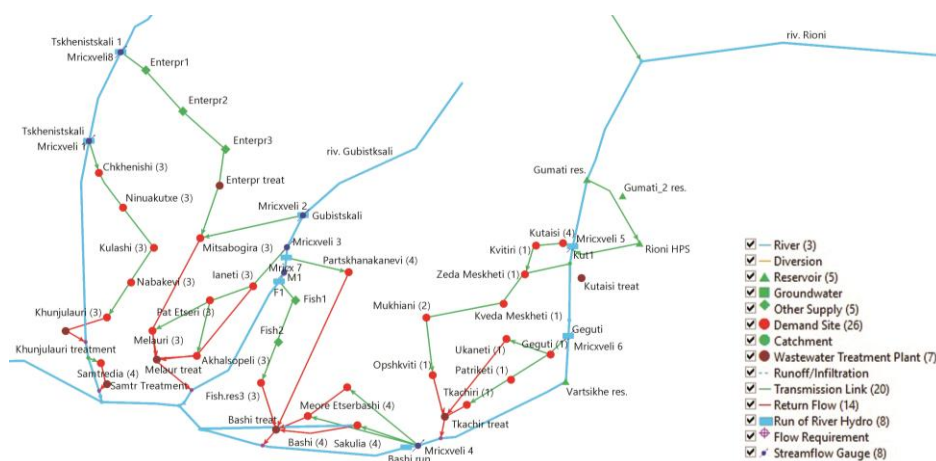 riv. Rioni
Tskhenistskali 1
Mricxveli8
Enterpr1
Enterpr2
Tskhenistskali
Mricxveli 1
Enterpr3
riv. Gubistksali
Chkhenishi (3)
Enterpr treat
Gumati res.
Gumati_2 res.
Ninuakutxe (3)
Mricxveli 2
Gubistskali
Kulashi (3)
Mitsabogira (3)
Mricxveli 3
Kutaisi (4)
Mricxveli 5
Kvitiri (1)
Kut1
Rioni HPS
Partskhanakanevi (4)
Mricx 7
M1
Ianeti (3)
Zeda Meskheti (1)
Kutaisi treat
Nabakevi (3)
F1
Fish1
Mukhiani (2)
Kveda Meskheti (1)
Khunjulauri (3)
Pat Etseri (3)
Khunjulauri treatment
Melauri (3)
Fish2
Geguti
Mricxveli 6
Ukaneti (1)
Geguti (1)
Akhalsopeli (3)
Melaur treat
Samtredia (4)
Samtr Treatment
Opshkviti (1)
Patriketi (1)
Vartsikhe res.
Fish.res3 (3)
Tkachiri (1)
Meore Etserbashi (4)
Bashi treat
Tkachir treat
Bashi (4)
Sakulia (4)
Mricxveli 4
Bashi run
River (3)
Diversion
Reservoir (5)
Groundwater
Other Supply (5)
Demand Site (26)
Catchment
Wastewater Treatment Plant (7)
Runoff/Infiltration
Transmission Link (20)
Return Flow (14)
Run of River Hydro (8)
Flow Requirement
Streamflow Gauge (8)